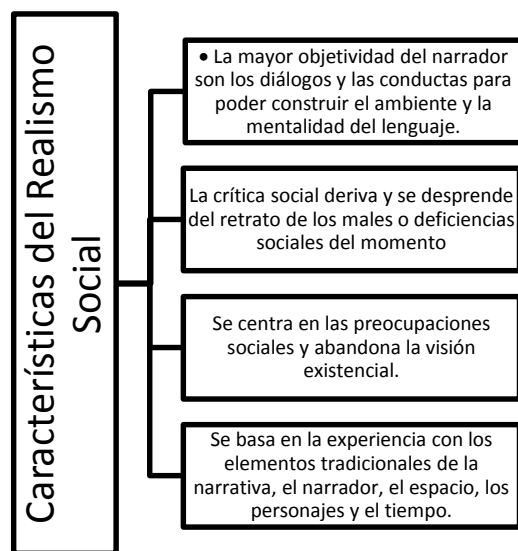 Características del Realismo
Social
• La mayor objetividad del narrador
son los diálogos y las conductas para
poder construir el ambiente y la
mentalidad del lenguaje.
La crítica social deriva y se desprende
del retrato de los males o deficiencias
sociales del momento
Se centra en las preocupaciones
sociales y abandona la visión
existencial.
Se basa en la experiencia con los
elementos tradicionales de la
narrativa, el narrador, el espacio, los
personajes y el tiempo.